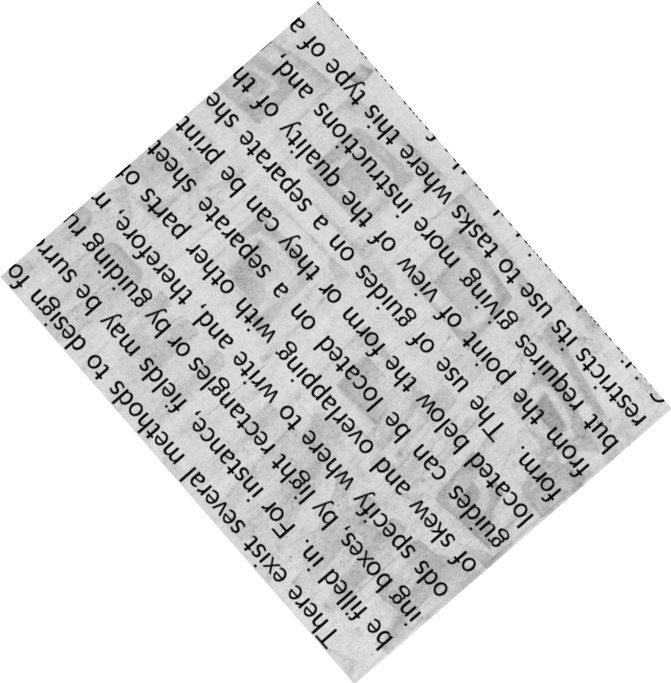 There exist several methods to design fo
be filled in. For instance, fields may be surr
ing boxes, by light rectangles or by guiding ru
ods specify where to write and, therefore, m
of skew and overlapping with other parts of
guides can be located on a separate sheet
located below the form or they can be print
form. The use of guides on a separate she
from the point of view of the quality of th
but requires giving more instructions and,
restricts its use to tasks where this type of a